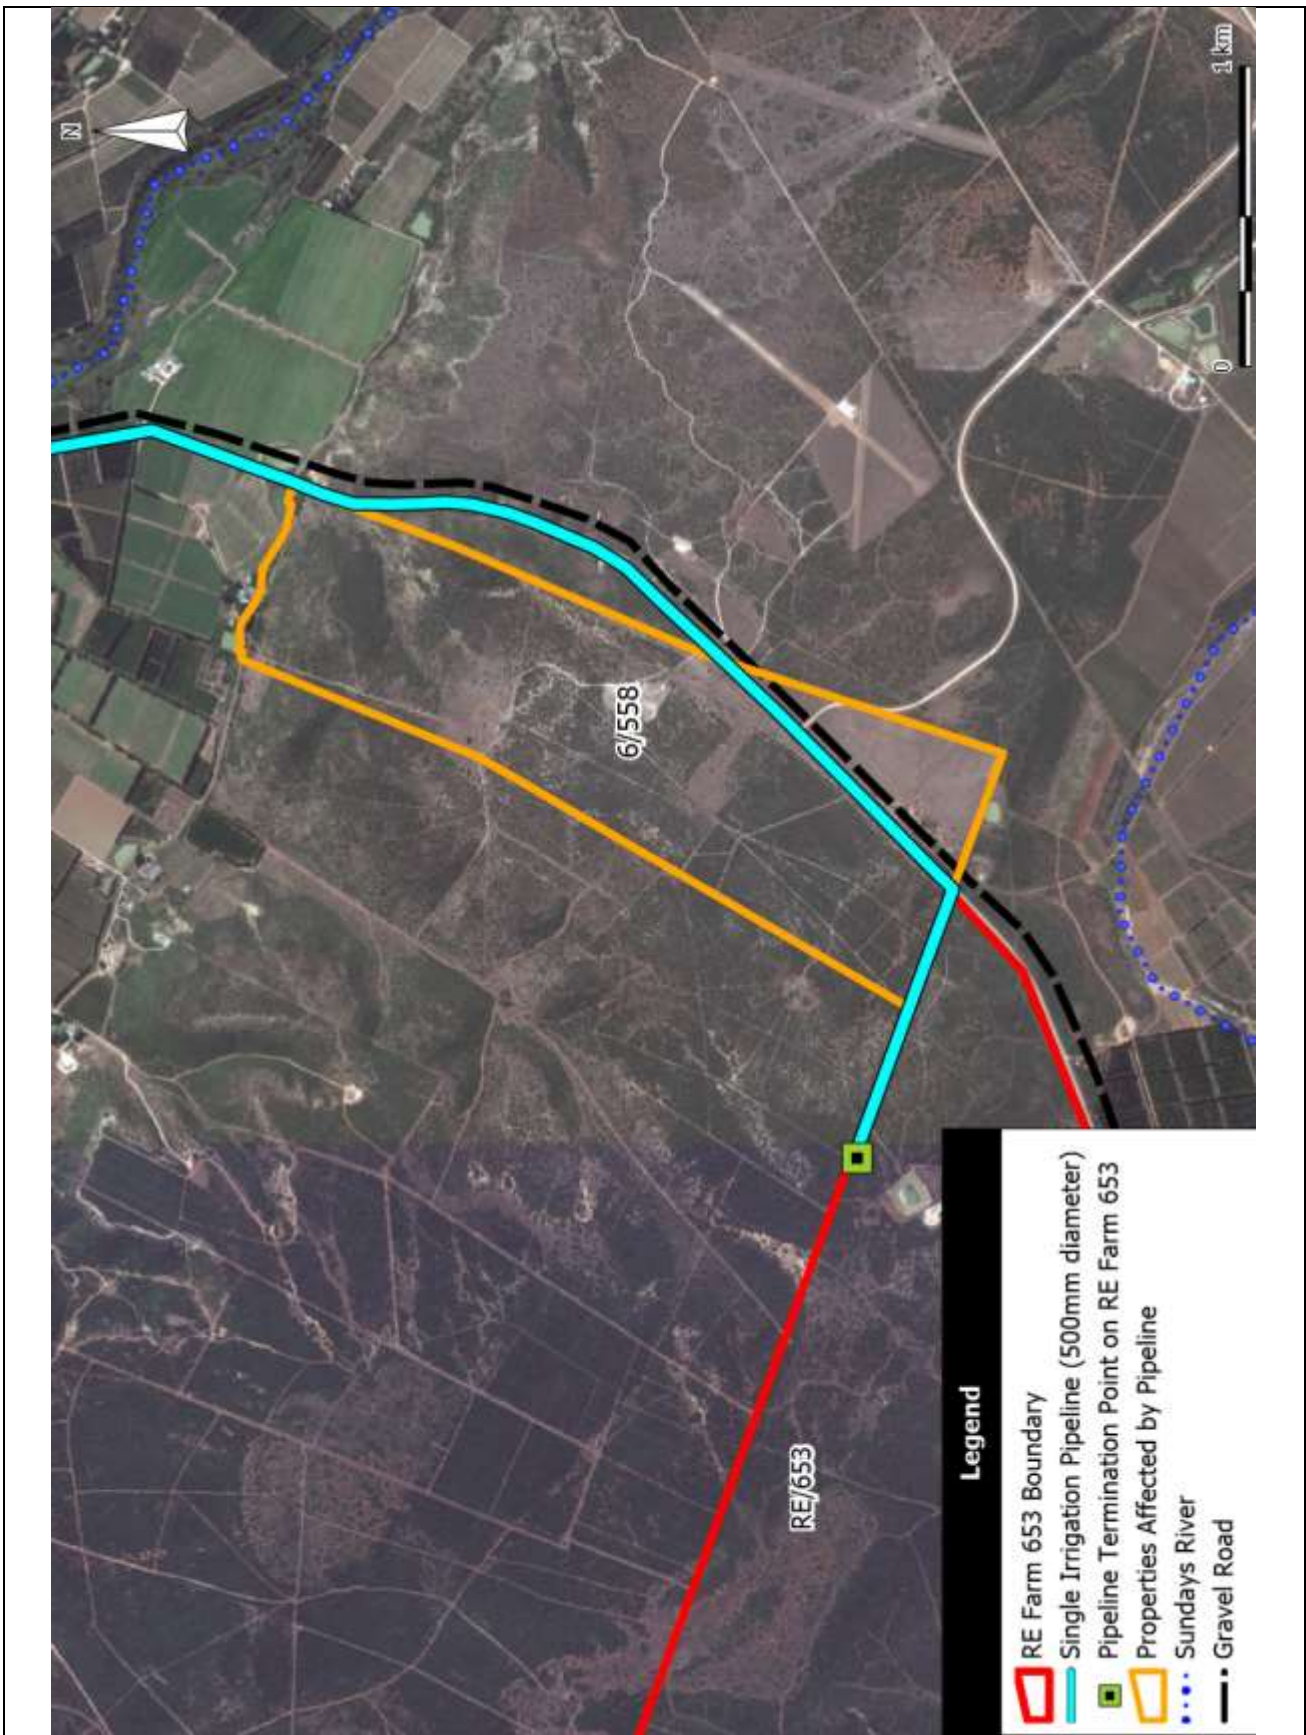 N
6/558
RE/653
0
1 km
Legend
RE Farm 653 Boundary
Single Irrigation Pipeline (500mm diameter)
Pipeline Termination Point on RE Farm 653
Properties Affected by Pipeline
Sundays River
Gravel Road